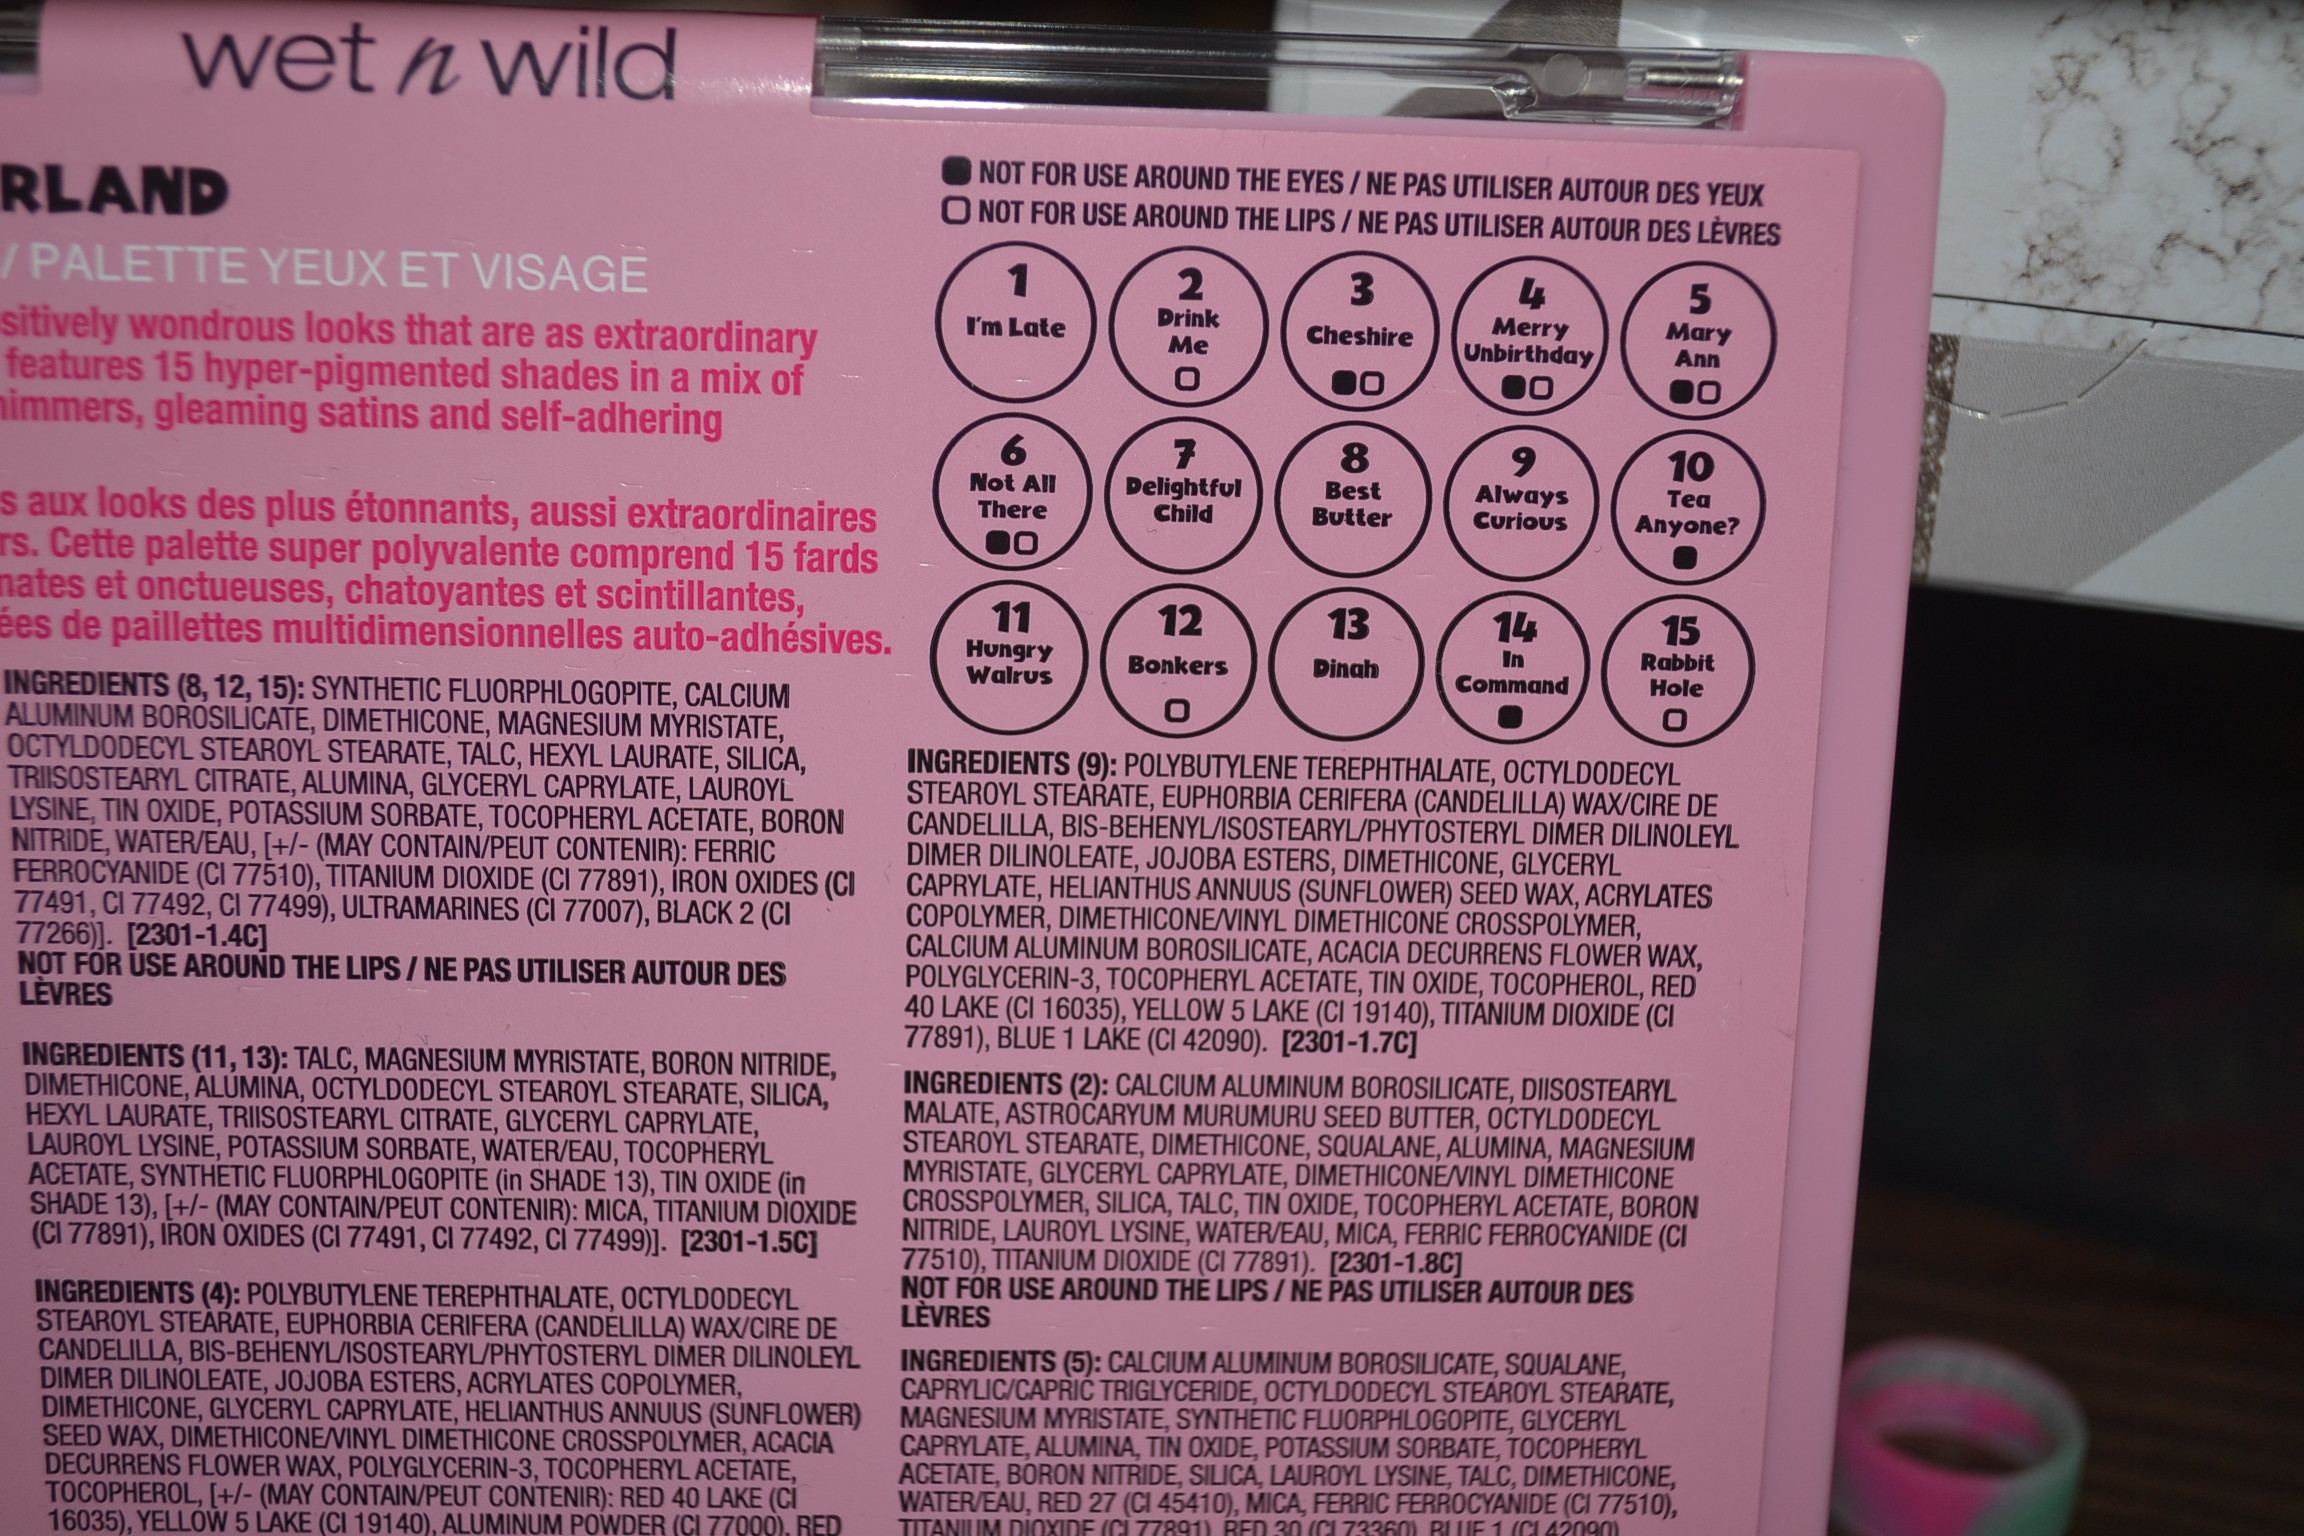 wet n wild
RLAND
/ PALETTE YEUX ET VISAGE
sitively wondrous looks that are as extraordinary
features 15 hyper-pigmented shades in a mix of
immers, gleaming satins and self-adhering
s aux looks des plus étonnants, aussi extraordinaires
rs. Cette palette super polyvalente comprend 15 fards
nates et onctueuses, chatoyantes et scintillantes,
ées de paillettes multidimensionnelles auto-adhésives.
INGREDIENTS (8, 12, 15): SYNTHETIC FLUORPHLOGOPITE, CALCIUM
ALUMINUM BOROSILICATE, DIMETHICONE, MAGNESIUM MYRISTATE,
OCTYLDODECYL STEAROYL STEARATE, TALC, HEXYL LAURATE, SILICA,
TRIISOSTEARYL CITRATE, ALUMINA, GLYCERYL CAPRYLATE, LAUROYL
LYSINE, TIN OXIDE, POTASSIUM SORBATE, TOCOPHERYL ACETATE, BORON
NITRIDE, WATER/EAU, [+/- (MAY CONTAIN/PEUT CONTENIR): FERRIC
FERROCYANIDE (CI 77510), TITANIUM DIOXIDE (CI 77891), IRON OXIDES (CI
77491, CI 77492, CI 77499), ULTRAMARINES (CI 77007), BLACK 2 (CI
77266)]. [2301-1.4C]
NOT FOR USE AROUND THE LIPS / NE PAS UTILISER AUTOUR DES
LÈVRES
INGREDIENTS (11, 13): TALC, MAGNESIUM MYRISTATE, BORON NITRIDE,
DIMETHICONE, ALUMINA, OCTYLDODECYL STEAROYL STEARATE, SILICA,
HEXYL LAURATE, TRIISOSTEARYL CITRATE, GLYCERYL CAPRYLATE,
LAUROYL LYSINE, POTASSIUM SORBATE, WATER/EAU, TOCOPHERYL
ACETATE, SYNTHETIC FLUORPHLOGOPITE (in SHADE 13), TIN OXIDE (in
SHADE 13), [+/- (MAY CONTAIN/PEUT CONTENIR): MICA, TITANIUM DIOXIDE
(CI 77891), IRON OXIDES (CI 77491, CI 77492, CI 77499)]. [2301-1.5C]
INGREDIENTS (4): POLYBUTYLENE TEREPHTHALATE, OCTYLDODECYL
STEAROYL STEARATE, EUPHORBIA CERIFERA (CANDELILLA) WAX/CIRE DE
CANDELILLA, BIS-BEHENYL/ISOSTEARYL/PHYTOSTERYL DIMER DILINOLEYL
DIMER DILINOLEATE, JOJOBA ESTERS, ACRYLATES COPOLYMER,
DIMETHICONE, GLYCERYL CAPRYLATE, HELIANTHUS ANNUUS (SUNFLOWER)
SEED WAX, DIMETHICONE/VINYL DIMETHICONE CROSSPOLYMER, ACACIA
DECURRENS FLOWER WAX, POLYGLYCERIN-3, TOCOPHERYL ACETATE,
TOCOPHEROL, [+/- (MAY CONTAIN/PEUT CONTENIR): RED 40 LAKE (CI
16035), YELLOW 5 LAKE (CI 19140), ALUMINUM POWDER (CI 77000), RED
NOT FOR USE AROUND THE EYES / NE PAS UTILISER AUTOUR DES YEUX
NOT FOR USE AROUND THE LIPS / NE PAS UTILISER AUTOUR DES LÈVRES
1
I'm Late
2
Drink
Me
3
Cheshire
4
Merry
Unbirthday
5
Mary
Ann
6
Not All
There
7
Delightful
Child
8
Best
Butter
9
Always
Curious
10
Tea
Anyone?
11
Hungry
Walrus
12
Bonkers
13
Dinah
14
In
Command
15
Rabbit
Hole
INGREDIENTS (9): POLYBUTYLENE TEREPHTHALATE, OCTYLDODECYL
STEAROYL STEARATE, EUPHORBIA CERIFERA (CANDELILLA) WAX/CIRE DE
CANDELILLA, BIS-BEHENYL/ISOSTEARYL/PHYTOSTERYL DIMER DILINOLEYL
DIMER DILINOLEATE, JOJOBA ESTERS, DIMETHICONE, GLYCERYL
CAPRYLATE, HELIANTHUS ANNUUS (SUNFLOWER) SEED WAX, ACRYLATES
COPOLYMER, DIMETHICONE/VINYL DIMETHICONE CROSSPOLYMER,
CALCIUM ALUMINUM BOROSILICATE, ACACIA DECURRENS FLOWER WAX,
POLYGLYCERIN-3, TOCOPHERYL ACETATE, TIN OXIDE, TOCOPHEROL, RED
40 LAKE (CI 16035), YELLOW 5 LAKE (CI 19140), TITANIUM DIOXIDE (CI
77891), BLUE 1 LAKE (CI 42090). [2301-1.7C]
INGREDIENTS (2): CALCIUM ALUMINUM BOROSILICATE, DIISOSTEARYL
MALATE, ASTROCARYUM MURUMURU SEED BUTTER, OCTYLDODECYL
STEAROYL STEARATE, DIMETHICONE, SQUALANE, ALUMINA, MAGNESIUM
MYRISTATE, GLYCERYL CAPRYLATE, DIMETHICONE/VINYL DIMETHICONE
CROSSPOLYMER, SILICA, TALC, TIN OXIDE, TOCOPHERYL ACETATE, BORON
NITRIDE, LAUROYL LYSINE, WATER/EAU, MICA, FERRIC FERROCYANIDE (CI
77510), TITANIUM DIOXIDE (CI 77891). [2301-1.8C]
NOT FOR USE AROUND THE LIPS / NE PAS UTILISER AUTOUR DES
LÈVRES
INGREDIENTS (5): CALCIUM ALUMINUM BOROSILICATE, SQUALANE,
CAPRYLIC/CAPRIC TRIGLYCERIDE, OCTYLDODECYL STEAROYL STEARATE,
MAGNESIUM MYRISTATE, SYNTHETIC FLUORPHLOGOPITE, GLYCERYL
CAPRYLATE, ALUMINA, TIN OXIDE, POTASSIUM SORBATE, TOCOPHERYL
ACETATE, BORON NITRIDE, SILICA, LAUROYL LYSINE, TALC, DIMETHICONE,
WATER/EAU, RED 27 (CI 45410), MICA, FERRIC FERROCYANIDE (CI 77510),
TITANIUM DIOXIDE (CI 77891), RED 30 (CI 73360), BLUE 1 (CI 42090)